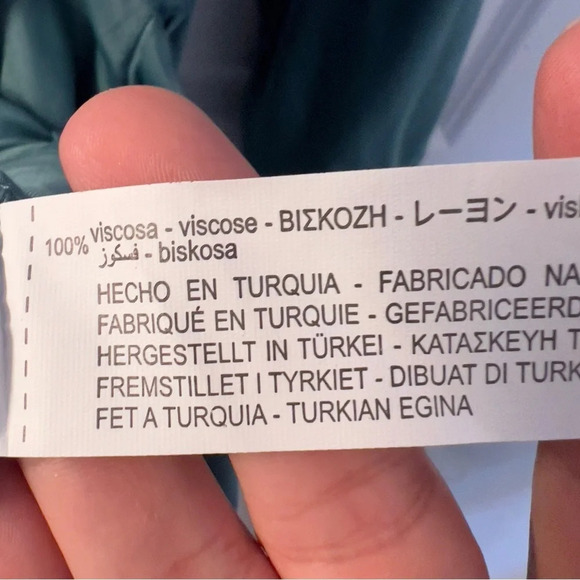 100% viscosa - viscose - ΒΙΣΚΟΖΗ - レーヨン -
فسكوز - biskosa
HECHO EN TURQUIA - FABRICADO NA
FABRIQUÉ EN TURQUIE - GEFABRICEERD
HERGESTELLT IN TÜRKEI - ΚΑΤΑΣΚΕΥΗ
FREMSTILLET I TYRKIET - DIBUAT DI
FET A TURQUIA - TURKIAN EGINA